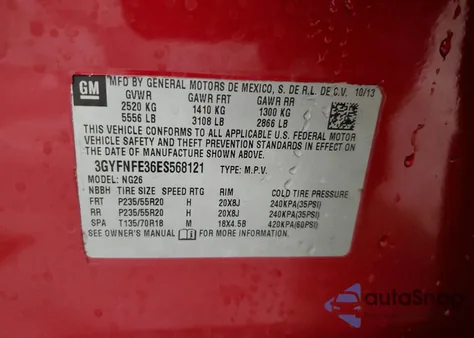 GM
MFD BY GENERAL MOTORS DE MEXICO, S. DE R.L. DE C.V. 10/13
GVWR GAWR FRT GAWR RR
2520 KG 1410 KG 1300 KG
5556 LB 3108 LB 2866 LB
THIS VEHICLE CONFORMS TO ALL APPLICABLE U.S. FEDERAL MOTOR
VEHICLE SAFETY AND THEFT PREVENTION STANDARDS IN EFFECT ON
THE DATE OF MANUFACTURE SHOWN ABOVE.
3GYFNFE36ES568121 TYPE: M.P.V.
MODEL: NG26
NBBH TIRE SIZE SPEED RTG RIM COLD TIRE PRESSURE
FRT P235/55R20 H 20X8J 240KPA(35PSI)
RR P235/55R20 H 20X8J 240KPA(35PSI)
SPA T135/70R18 M 18X4.5B 420KPA(60PSI)
SEE OWNER'S MANUAL FOR MORE INFORMATION.
autoSnap